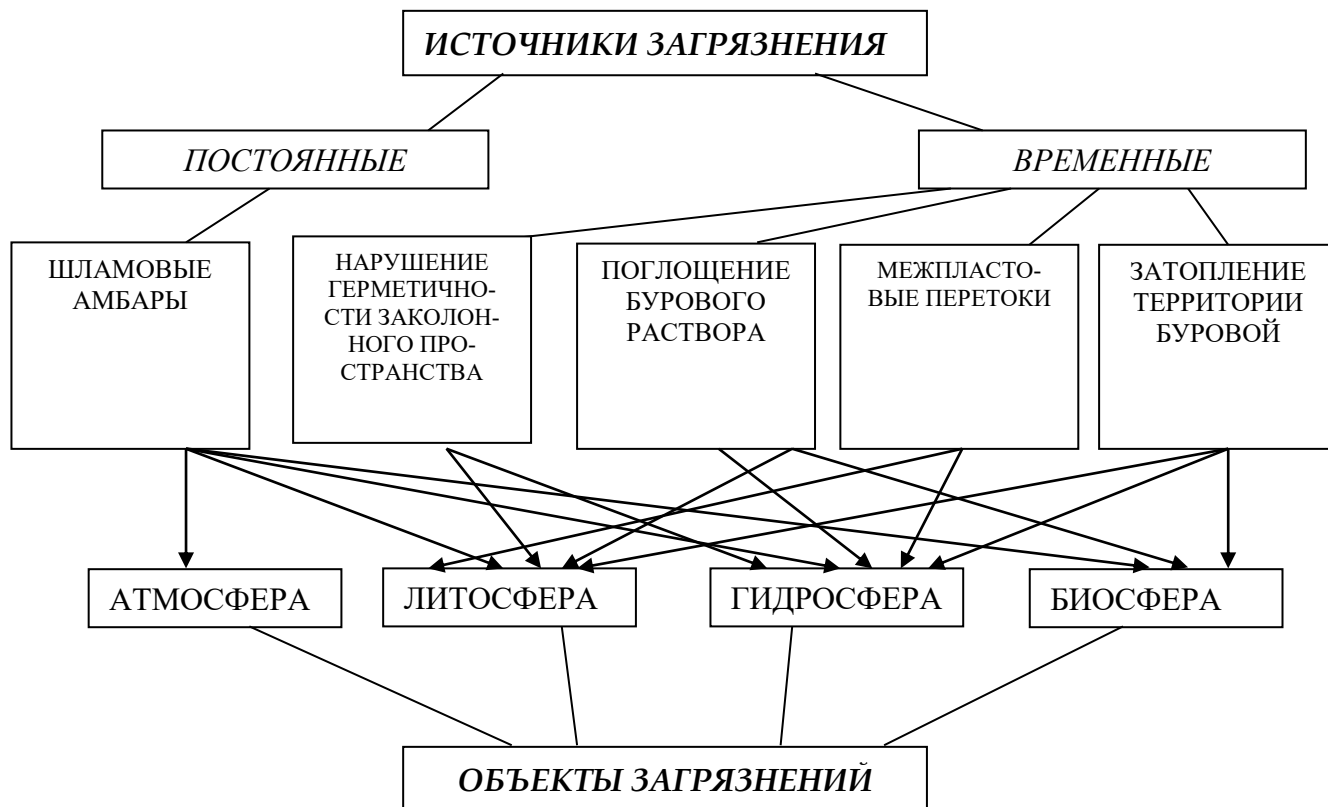 ИСТОЧНИКИ ЗАГРЯЗНЕНИЯ
ПОСТОЯННЫЕ
ВРЕМЕННЫЕ
ШЛАМОВЫЕ
АМБАРЫ
НАРУШЕНИЕ
ГЕРМЕТИЧНО-
СТИ ЗАКОЛОН-
НОГО ПРО-
СТРАНСТВА
ПОГЛОЩЕНИЕ
БУРОВОГО
РАСТВОРА
МЕЖПЛАСТО-
ВЫЕ ПЕРЕТОКИ
ЗАТОПЛЕНИЕ
ТЕРРИТОРИИ
БУРОВОЙ
АТМОСФЕРА
ЛИТОСФЕРА
ГИДРОСФЕРА
БИОСФЕРА
ОБЪЕКТЫ ЗАГРЯЗНЕНИЙ